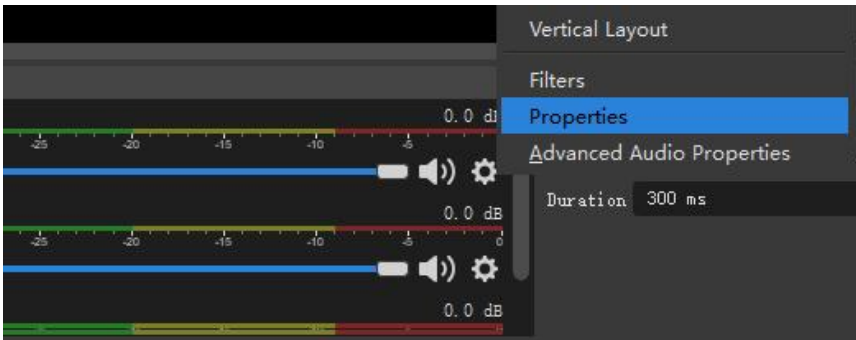 Vertical Layout
Filters
0.0 d
Properties
-25 -20 -15 -10 -5
Advanced Audio Properties
Duration 300 ms
0.0 dB
-25 -20 -15 -10 -5 0
0.0 dB